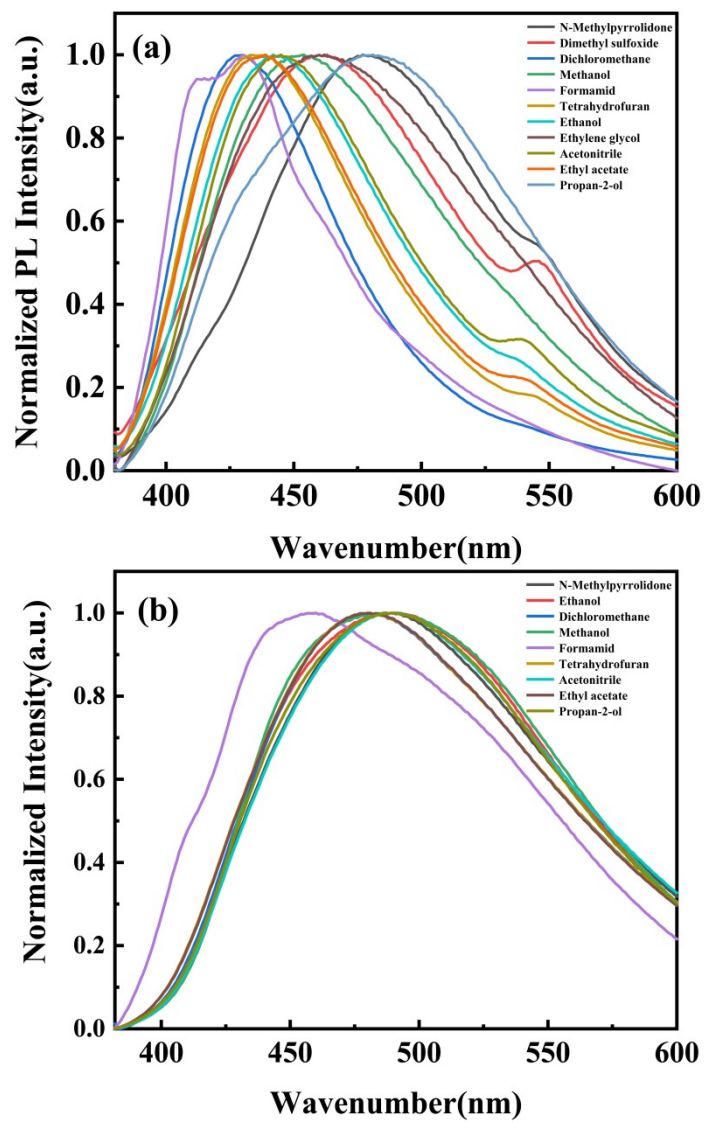 (a)
N-Methylpyrrolidone
Dimethyl sulfoxide
Dichloromethane
Methanol
Formamid
Tetrahydrofuran
Ethanol
Ethylene glycol
Acetonitrile
Ethyl acetate
Propan-2-ol
Normalized PL Intensity(a.u.)
1.0
0.8
0.6
0.4
0.2
0.0
400 450 500 550 600
Wavenumber(nm)
(b)
N-Methylpyrrolidone
Ethanol
Dichloromethane
Methanol
Formamid
Tetrahydrofuran
Acetonitrile
Ethyl acetate
Propan-2-ol
Normalized Intensity(a.u.)
1.0
0.8
0.6
0.4
0.2
0.0
400 450 500 550 600
Wavenumber(nm)